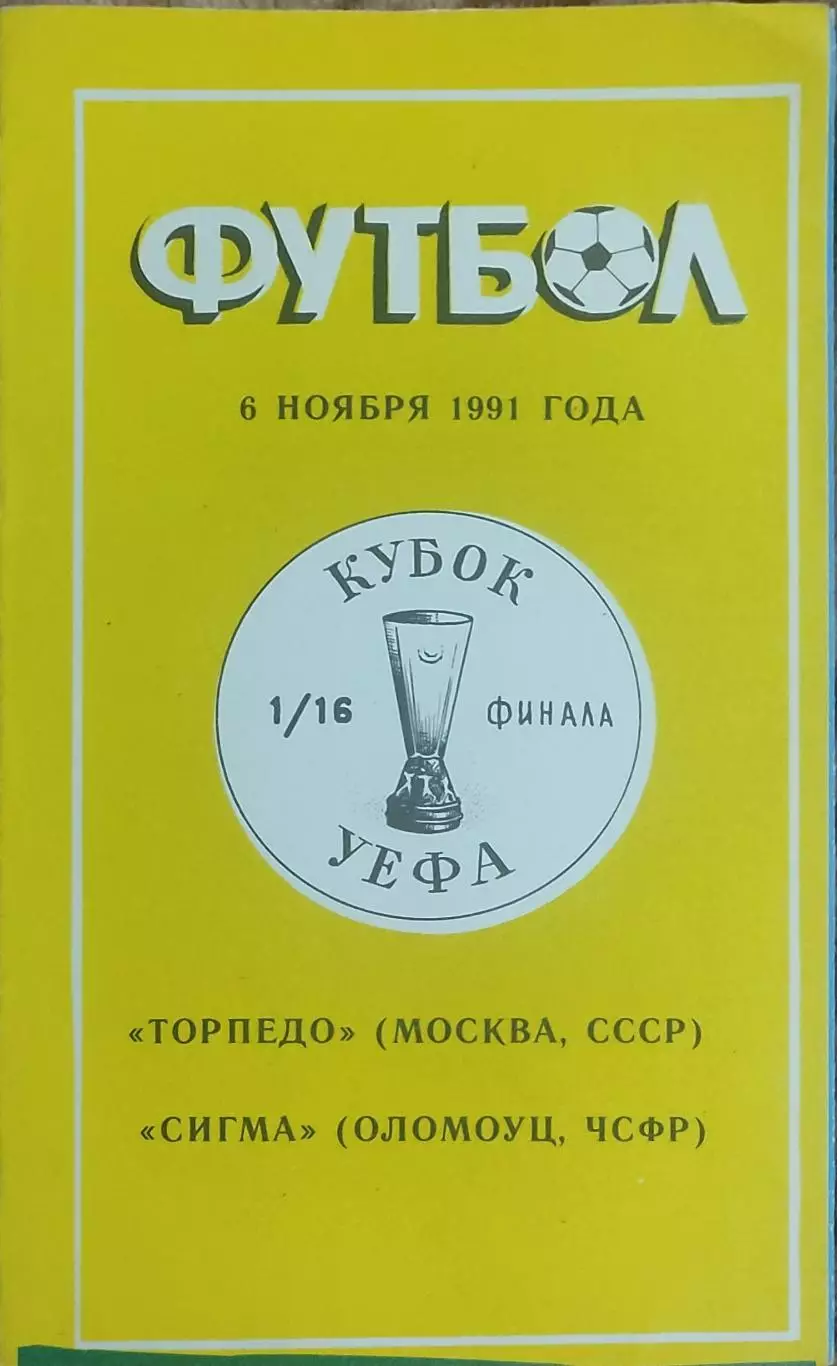 ФУТБОЛ
6 НОЯБРЯ 1991 ГОДА
КУБОК
1/16 ФИНАЛА
УЕФА
«ТОРПЕДО» (МОСКВА, СССР)
«СИГМА» (ОЛОМОУЦ, ЧСФР)